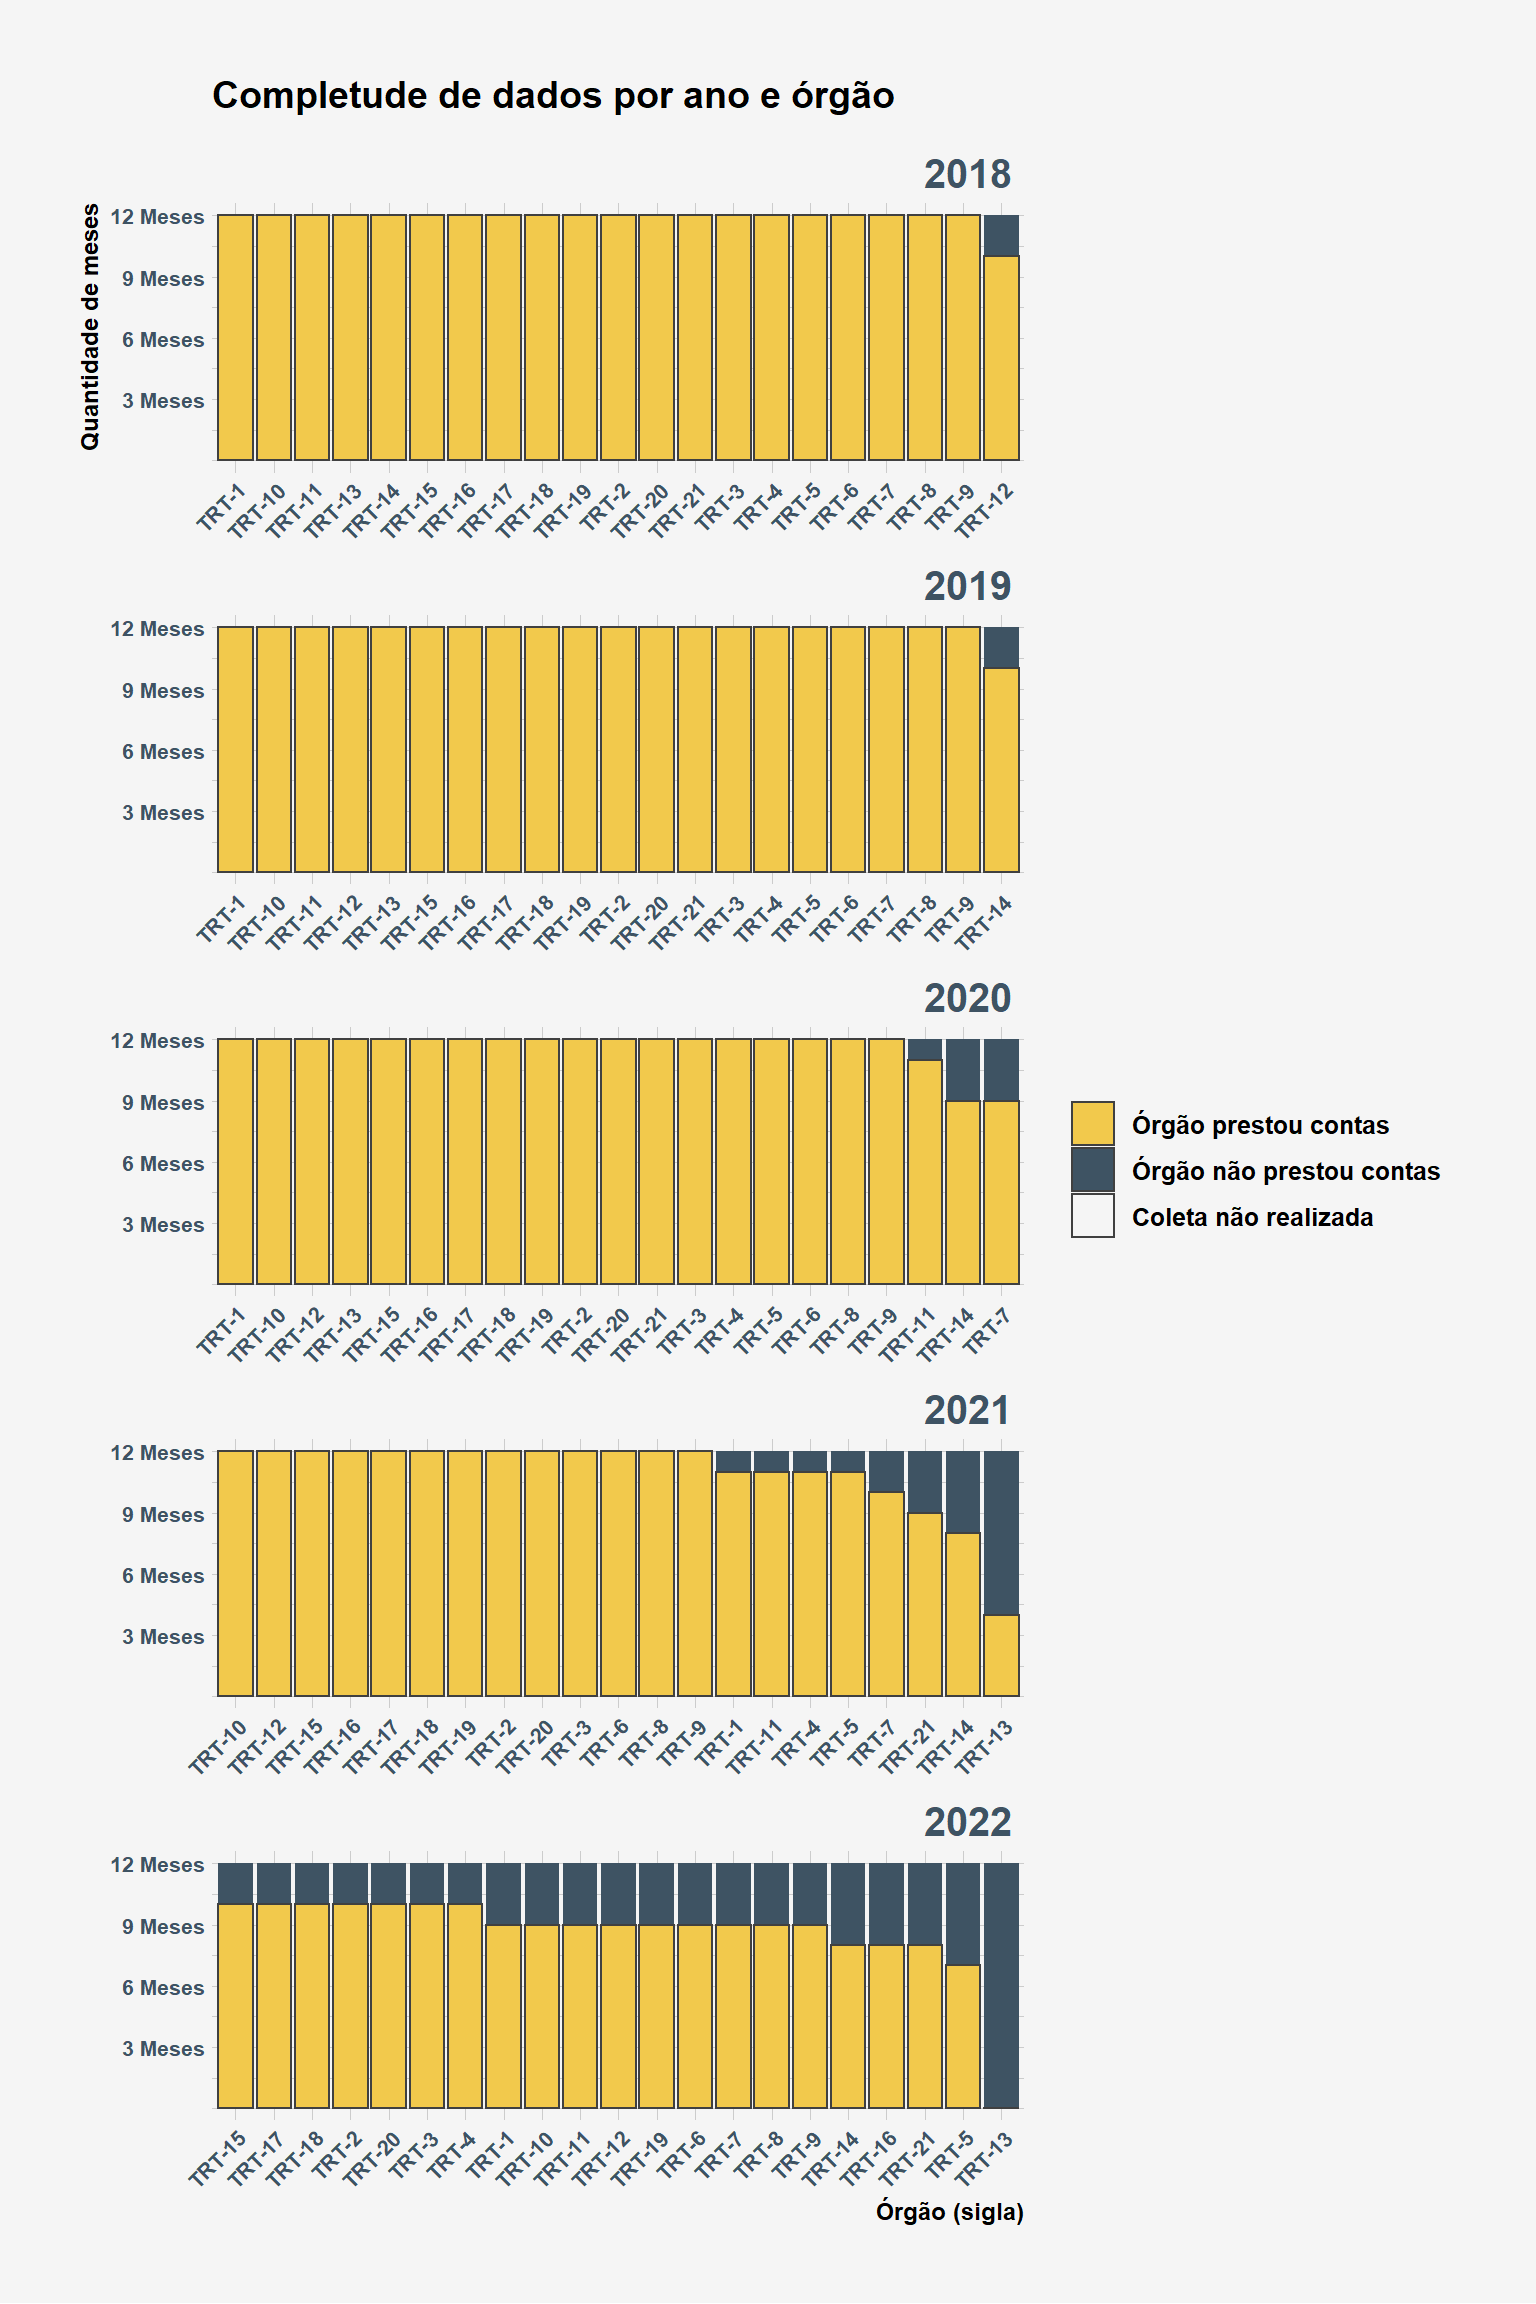 Completude de dados por ano e órgão
2018
Quantidade de meses
12 Meses
9 Meses
6 Meses
3 Meses
TRT-1 TRT-10 TRT-11 TRT-13 TRT-14 TRT-15 TRT-16 TRT-17 TRT-18 TRT-19 TRT-2 TRT-20 TRT-21 TRT-3 TRT-4 TRT-5 TRT-6 TRT-7 TRT-8 TRT-9 TRT-12
2019
12 Meses
9 Meses
6 Meses
3 Meses
TRT-1 TRT-10 TRT-11 TRT-12 TRT-13 TRT-15 TRT-16 TRT-17 TRT-18 TRT-19 TRT-2 TRT-20 TRT-21 TRT-3 TRT-4 TRT-5 TRT-6 TRT-7 TRT-8 TRT-9 TRT-14
2020
12 Meses
9 Meses
6 Meses
3 Meses
TRT-1 TRT-10 TRT-12 TRT-13 TRT-15 TRT-16 TRT-17 TRT-18 TRT-19 TRT-2 TRT-20 TRT-21 TRT-3 TRT-4 TRT-5 TRT-6 TRT-8 TRT-9 TRT-11 TRT-14 TRT-7
Órgão prestou contas
Órgão não prestou contas
Coleta não realizada
2021
12 Meses
9 Meses
6 Meses
3 Meses
TRT-10 TRT-12 TRT-15 TRT-16 TRT-17 TRT-18 TRT-19 TRT-2 TRT-20 TRT-3 TRT-6 TRT-8 TRT-9 TRT-1 TRT-11 TRT-4 TRT-5 TRT-7 TRT-21 TRT-14 TRT-13
2022
12 Meses
9 Meses
6 Meses
3 Meses
TRT-15 TRT-17 TRT-18 TRT-2 TRT-20 TRT-3 TRT-4 TRT-1 TRT-10 TRT-11 TRT-12 TRT-19 TRT-6 TRT-7 TRT-8 TRT-9 TRT-14 TRT-16 TRT-21 TRT-5 TRT-13
Órgão (sigla)